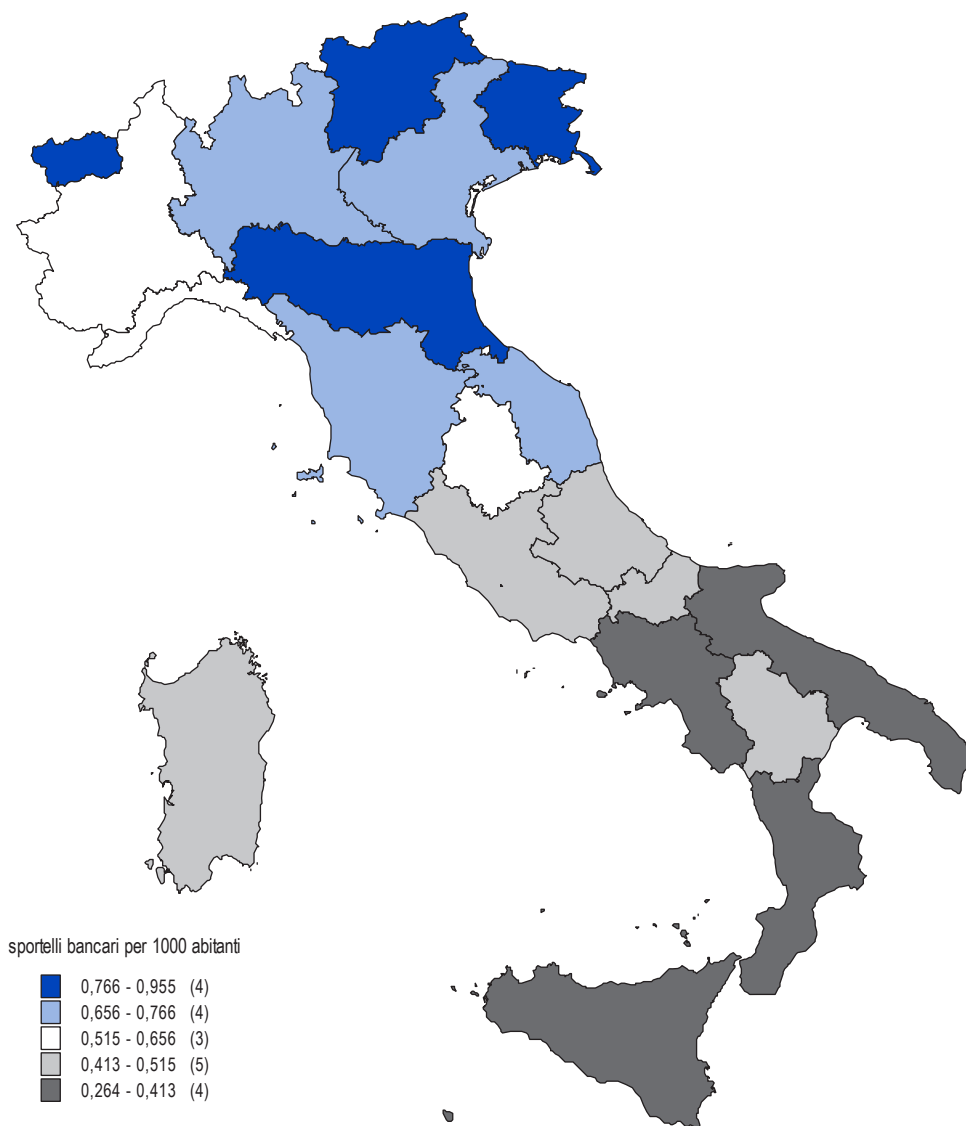 sportelli bancari per 1000 abitanti
0,766 - 0,955 (4)
0,656 - 0,766 (4)
0,515 - 0,656 (3)
0,413 - 0,515 (5)
0,264 - 0,413 (4)